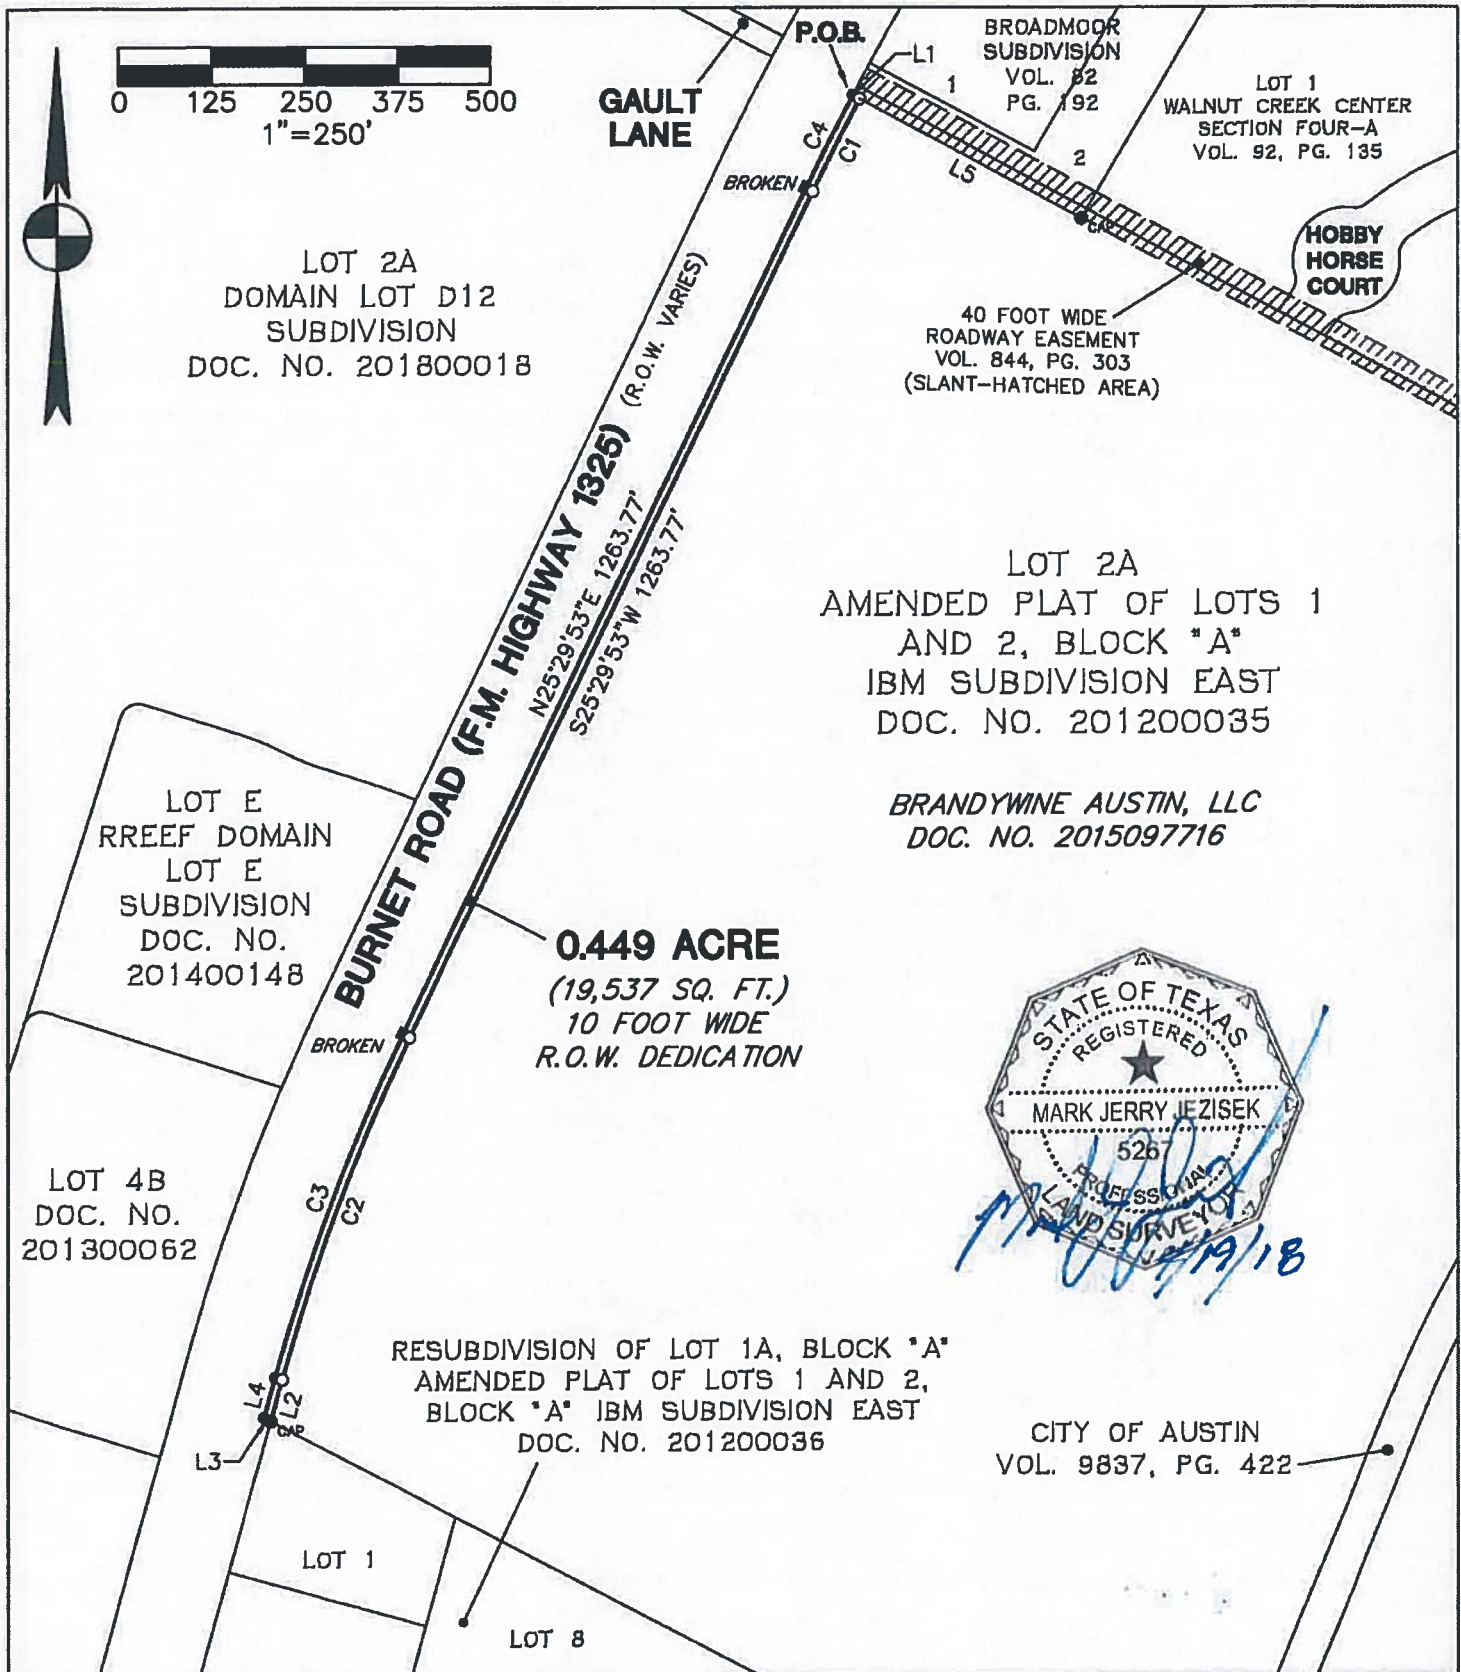 0 125 250 375 500
1"=250'
GAULT
LANE
P.O.B.
L1
BROADMOOR
SUBDIVISION
VOL. 82
PG. 192
1
2
LOT 1
WALNUT CREEK CENTER
SECTION FOUR-A
VOL. 92, PG. 135
C4
C1
BROKEN
L5
CAP
HOBBY
HORSE
COURT
LOT 2A
DOMAIN LOT D12
SUBDIVISION
DOC. NO. 201800018
40 FOOT WIDE
ROADWAY EASEMENT
VOL. 844, PG. 303
(SLANT-HATCHED AREA)
BURNET ROAD (F.M. HIGHWAY 1325) (R.O.W. VARIES)
N25°29'53"E 1263.77'
S25°29'53"W 1263.77'
LOT 2A
AMENDED PLAT OF LOTS 1
AND 2, BLOCK "A"
IBM SUBDIVISION EAST
DOC. NO. 201200035
BRANDYWINE AUSTIN, LLC
DOC. NO. 2015097716
LOT E
RREEF DOMAIN
LOT E
SUBDIVISION
DOC. NO.
201400148
0.449 ACRE
(19,537 SQ. FT.)
10 FOOT WIDE
R.O.W. DEDICATION
BROKEN
STATE OF TEXAS
REGISTERED
MARK JERRY JEZISEK
5267
PROFESSIONAL
LAND SURVEYOR
LOT 4B
DOC. NO.
201300062
C3
C2
L4
L2
CAP
L3
RESUBDIVISION OF LOT 1A, BLOCK "A"
AMENDED PLAT OF LOTS 1 AND 2,
BLOCK "A" IBM SUBDIVISION EAST
DOC. NO. 201200036
CITY OF AUSTIN
VOL. 9837, PG. 422
LOT 1
LOT 8